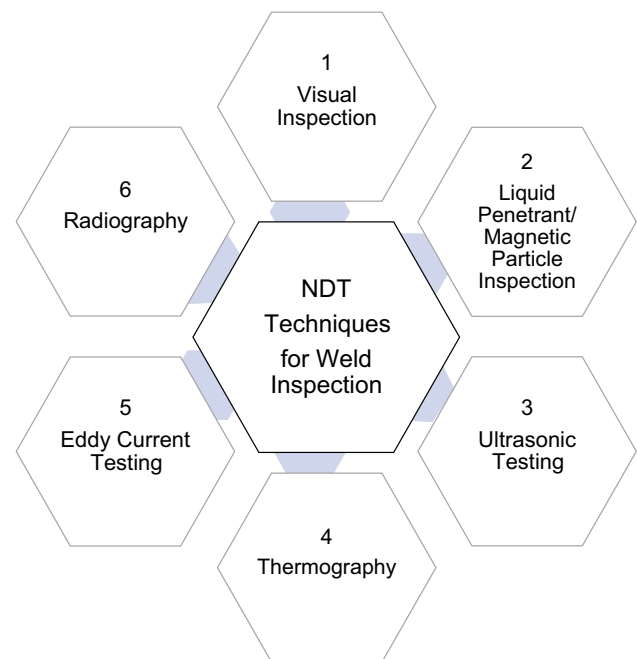 1
Visual
Inspection
2
Liquid
Penetrant/
Magnetic
Particle
Inspection
3
Ultrasonic
Testing
4
Thermography
5
Eddy Current
Testing
6
Radiography
NDT
Techniques
for Weld
Inspection